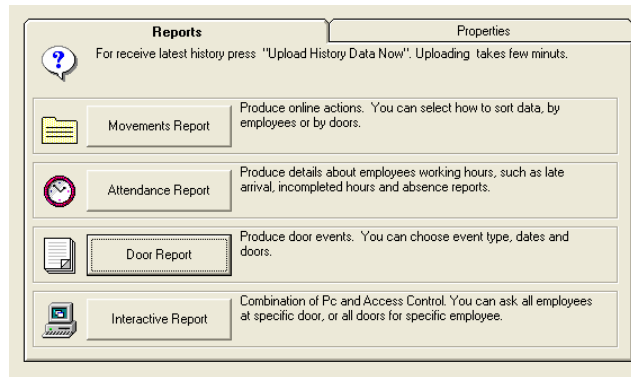 Reports
Properties
For receive latest history press "Upload History Data Now". Uploading takes few minuts.
Movements Report
Produce online actions. You can select how to sort data, by
employees or by doors.
Attendance Report
Produce details about employees working hours, such as late
arrival, incompleted hours and absence reports.
Door Report
Produce door events. You can choose event type, dates and
doors.
Interactive Report
Combination of Pc and Access Control. You can ask all employees
at specific door, or all doors for specific employee.